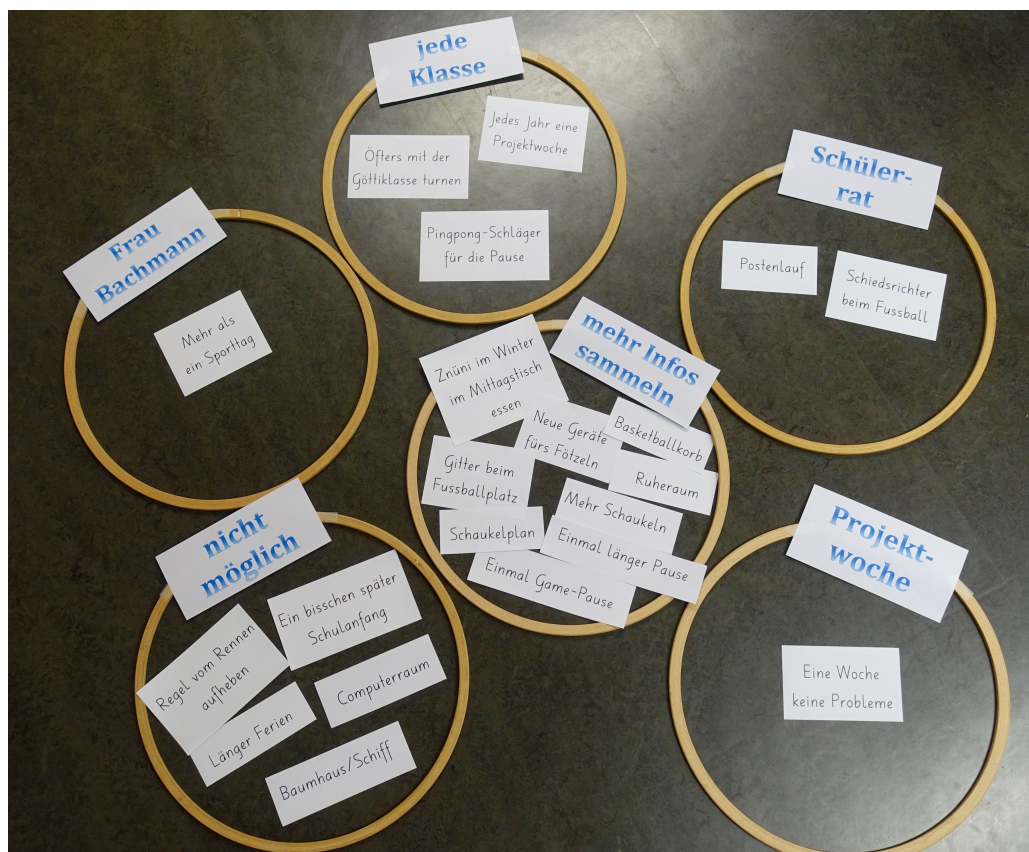 jede
Klasse
Jedes Jahr eine
Projektwoche
Öfters mit der
Göttiklasse turnen
Pingpong-Schläger
für die Pause
Schüler-
rat
Postenlauf
Schiedsrichter
beim Fussball
Frau
Bachmann
Mehr als
ein Sporttag
mehr Infos
sammeln
Znüni im Winter
im Mittagstisch
essen
Neue Geräte
fürs Fötzeln
Basketballkorb
Gitter beim
Fussballplatz
Ruheraum
Mehr Schaukeln
Schaukelplan
Einmal länger Pause
Einmal Game-Pause
nicht
möglich
Ein bisschen später
Schulanfang
Regel vom Rennen
aufheben
Computerraum
Länger Ferien
Baumhaus/Schiff
Projekt-
woche
Eine Woche
keine Probleme